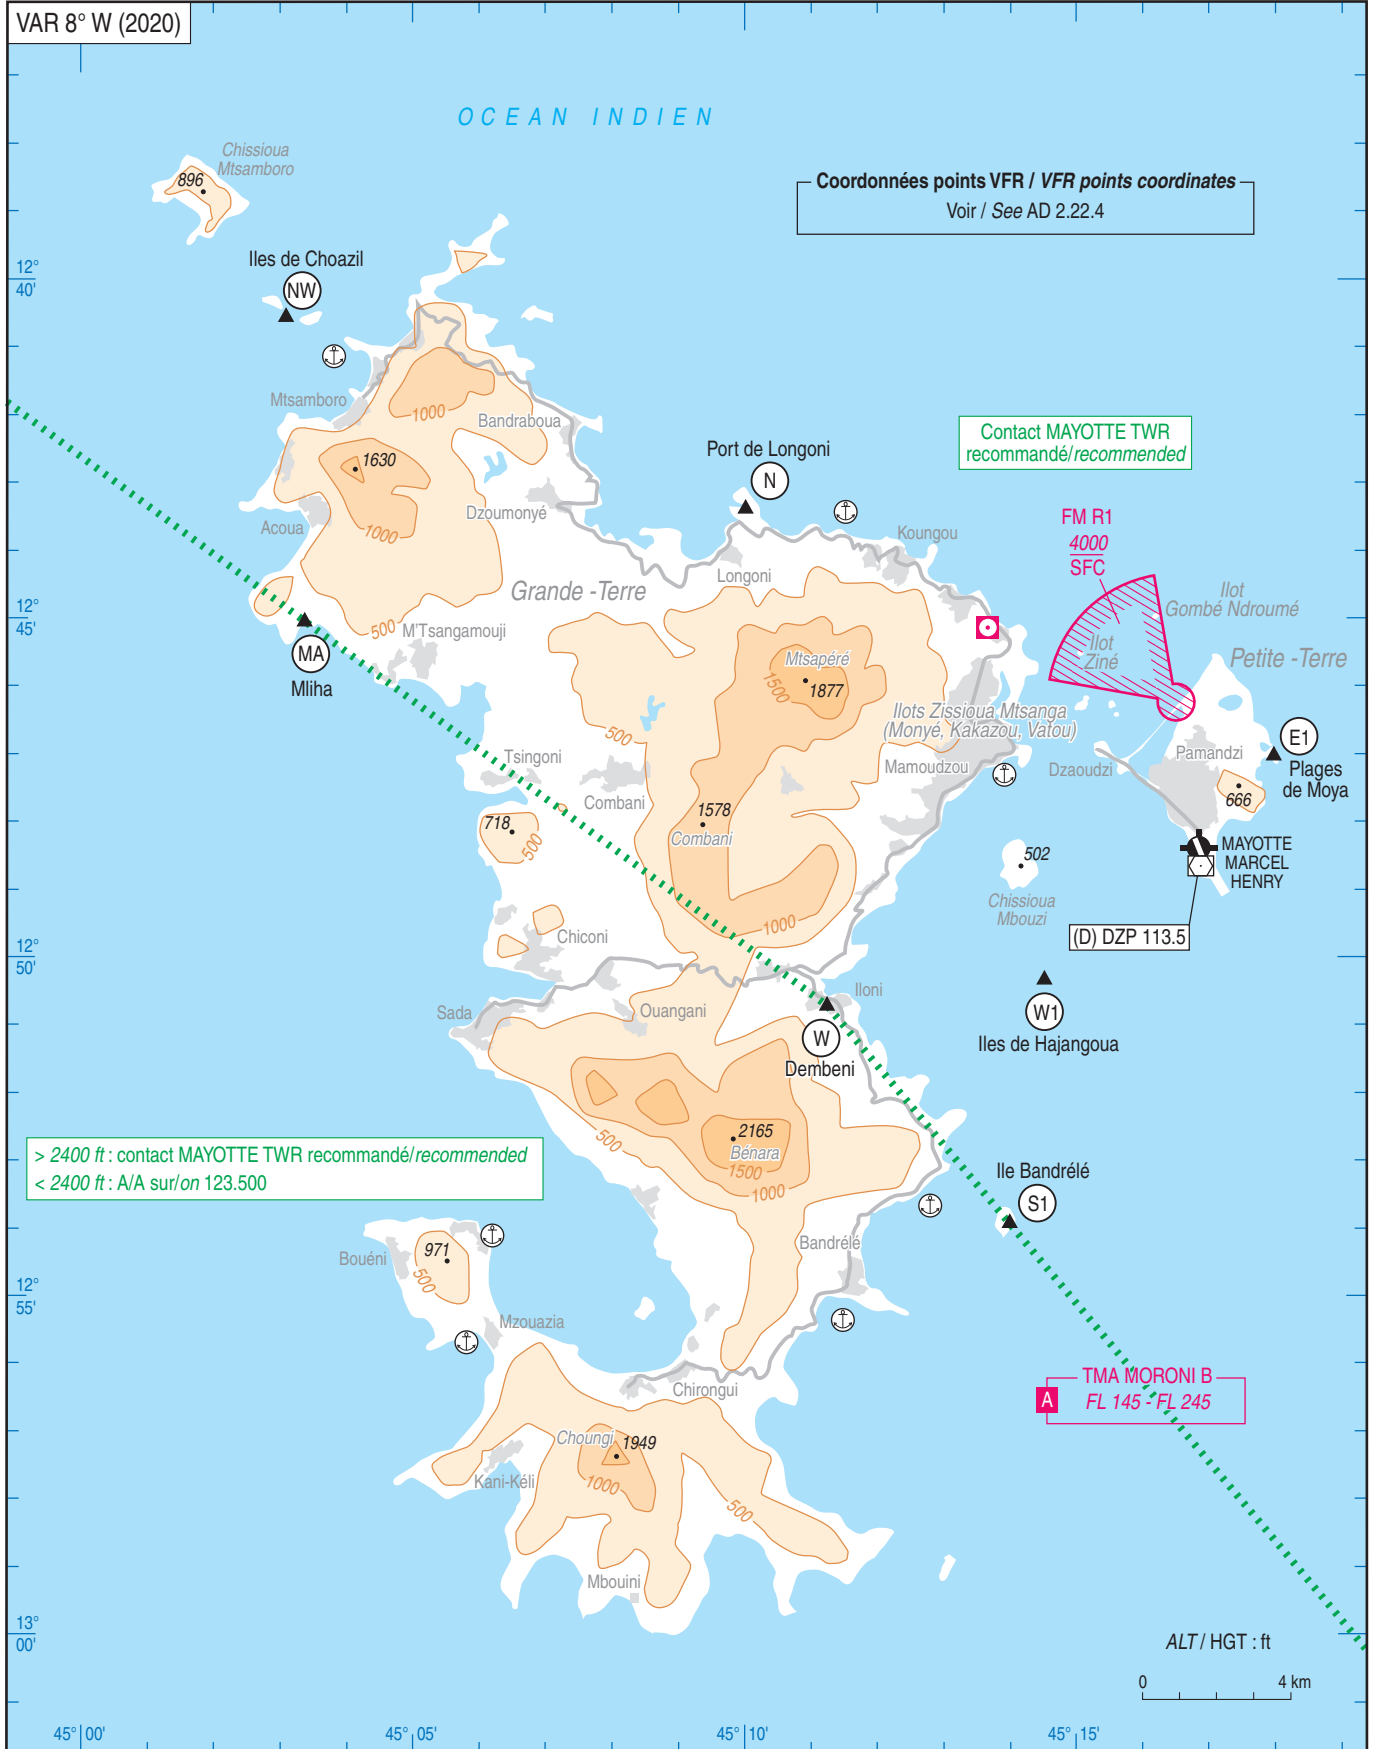 VAR 8° W (2020)
OCEAN INDIEN
Chissioua
Mtsamboro
896
Coordonnées points VFR / VFR points coordinates
Voir / See AD 2.22.4
Iles de Choazil
NW
12°
40'
Mtsamboro
1000
Bandraboua
Contact MAYOTTE TWR
recommandé/recommended
Port de Longoni
N
1630
Dzoumonyé
Acoua
1000
Koungou
FM R1
4000
SFC
Longoni
Grande -Terre
Ilot
Gombé Ndroumé
12°
45'
500
M'Tsangamouji
MA
Mliha
Mtsapéré
1500
1877
Ilot
Ziné
Petite -Terre
Ilots Zissioua Mtsanga
(Monyé, Kakazou, Vatou)
500
E1
Plages
de Moya
Tsingoni
Mamoudzou
Dzaoudzi
Pamandzi
Combani
666
718
500
1578
Combani
502
MAYOTTE
MARCEL
HENRY
Chissioua
Mbouzi
1000
Chiconi
(D) DZP 113.5
12°
50'
Sada
Ouangani
Iloni
W1
Iles de Hajangoua
W
Dembeni
500
2165
Bénara
1500
1000
> 2400 ft : contact MAYOTTE TWR recommandé/recommended
< 2400 ft : A/A sur/on 123.500
Ile Bandrélé
S1
Bandrélé
Bouéni
971
500
12°
55'
Mzouazia
Chirongui
TMA MORONI B
A
FL 145 - FL 245
Choungi
1949
Kani-Kéli
1000
500
Mbouini
13°
00'
ALT / HGT : ft
0 4 km
45° 00' 45° 05' 45° 10' 45° 15'